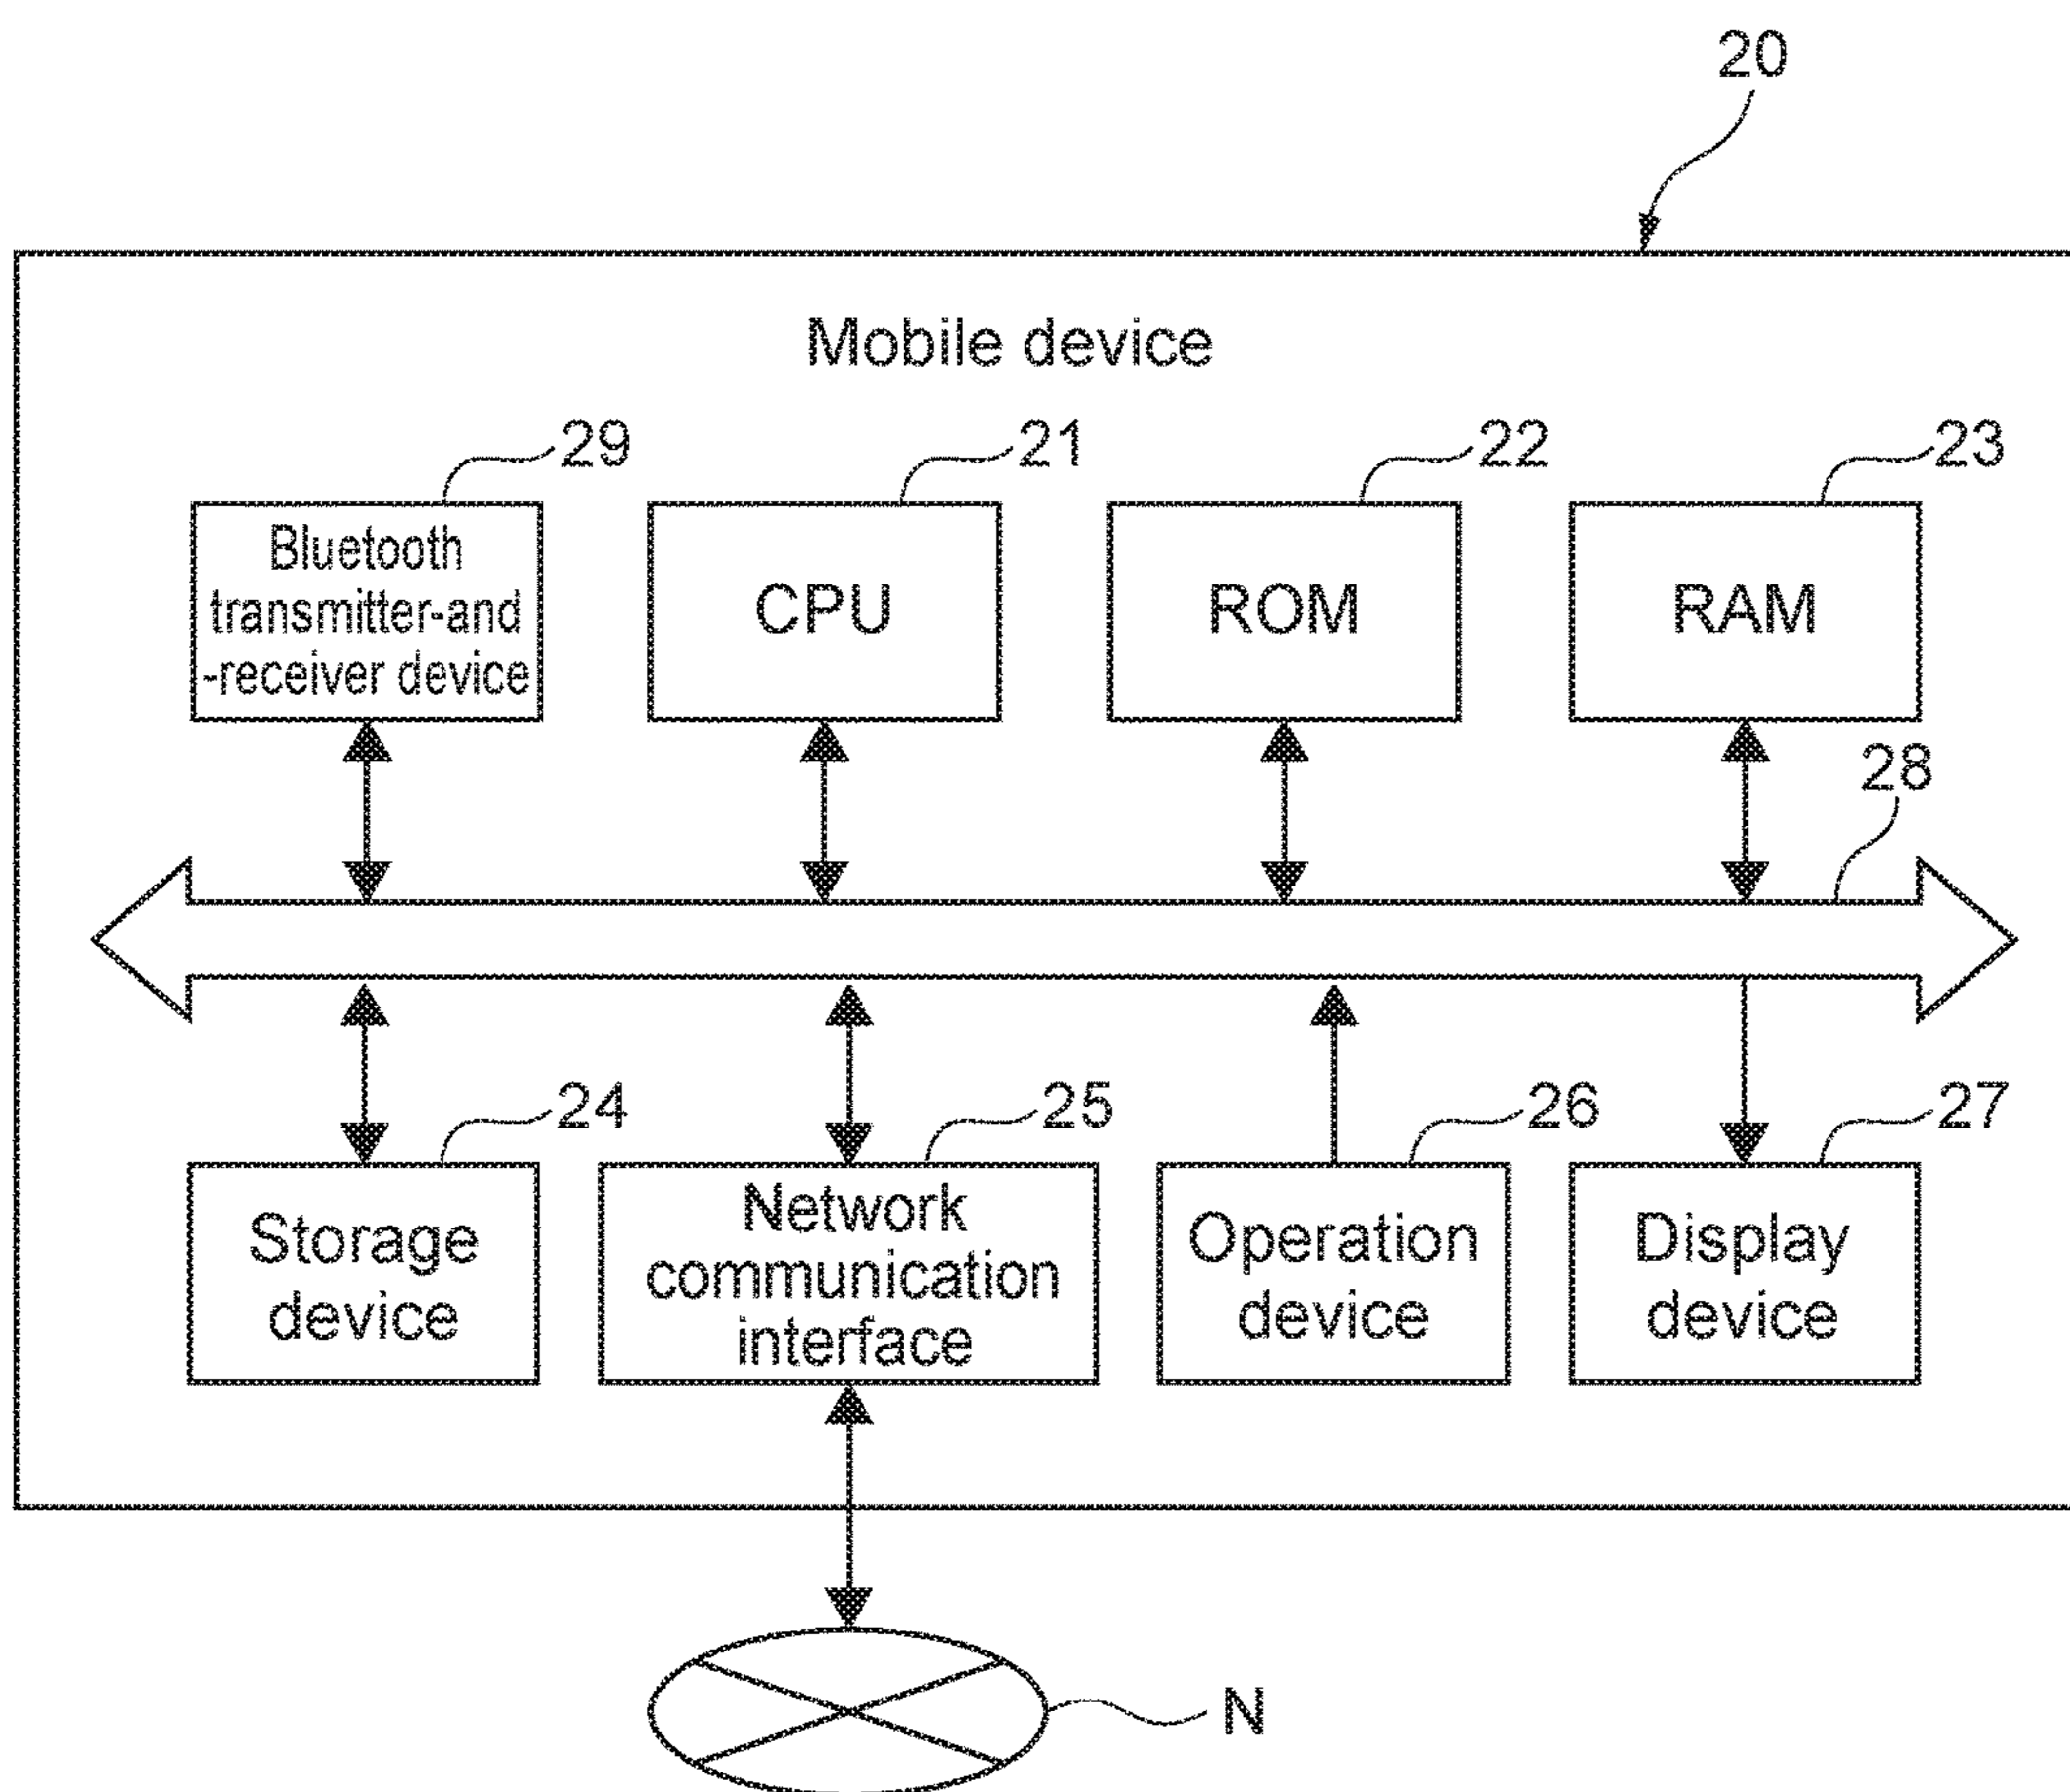 20
Mobile device
29
21
22
23
Bluetooth
transmitter-and
-receiver device
CPU
ROM
RAM
28
24
25
26
27
Storage
device
Network
communication
interface
Operation
device
Display
device
N